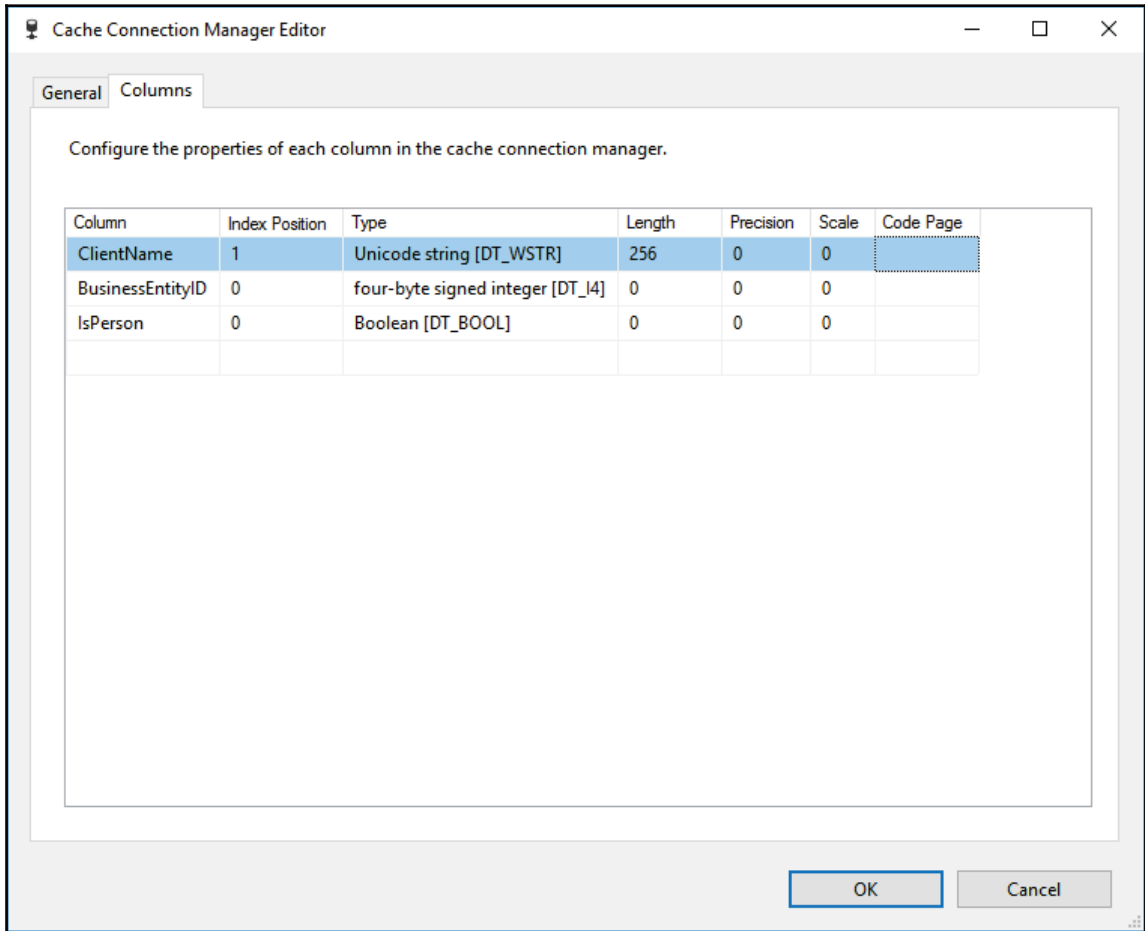 Cache Connection Manager Editor
General Columns
Configure the properties of each column in the cache connection manager.
Column Index Position Type Length Precision Scale Code Page
ClientName 1 Unicode string [DT_WSTR] 256 0 0
BusinessEntityID 0 four-byte signed integer [DT_I4] 0 0 0
IsPerson 0 Boolean [DT_BOOL] 0 0 0
OK Cancel